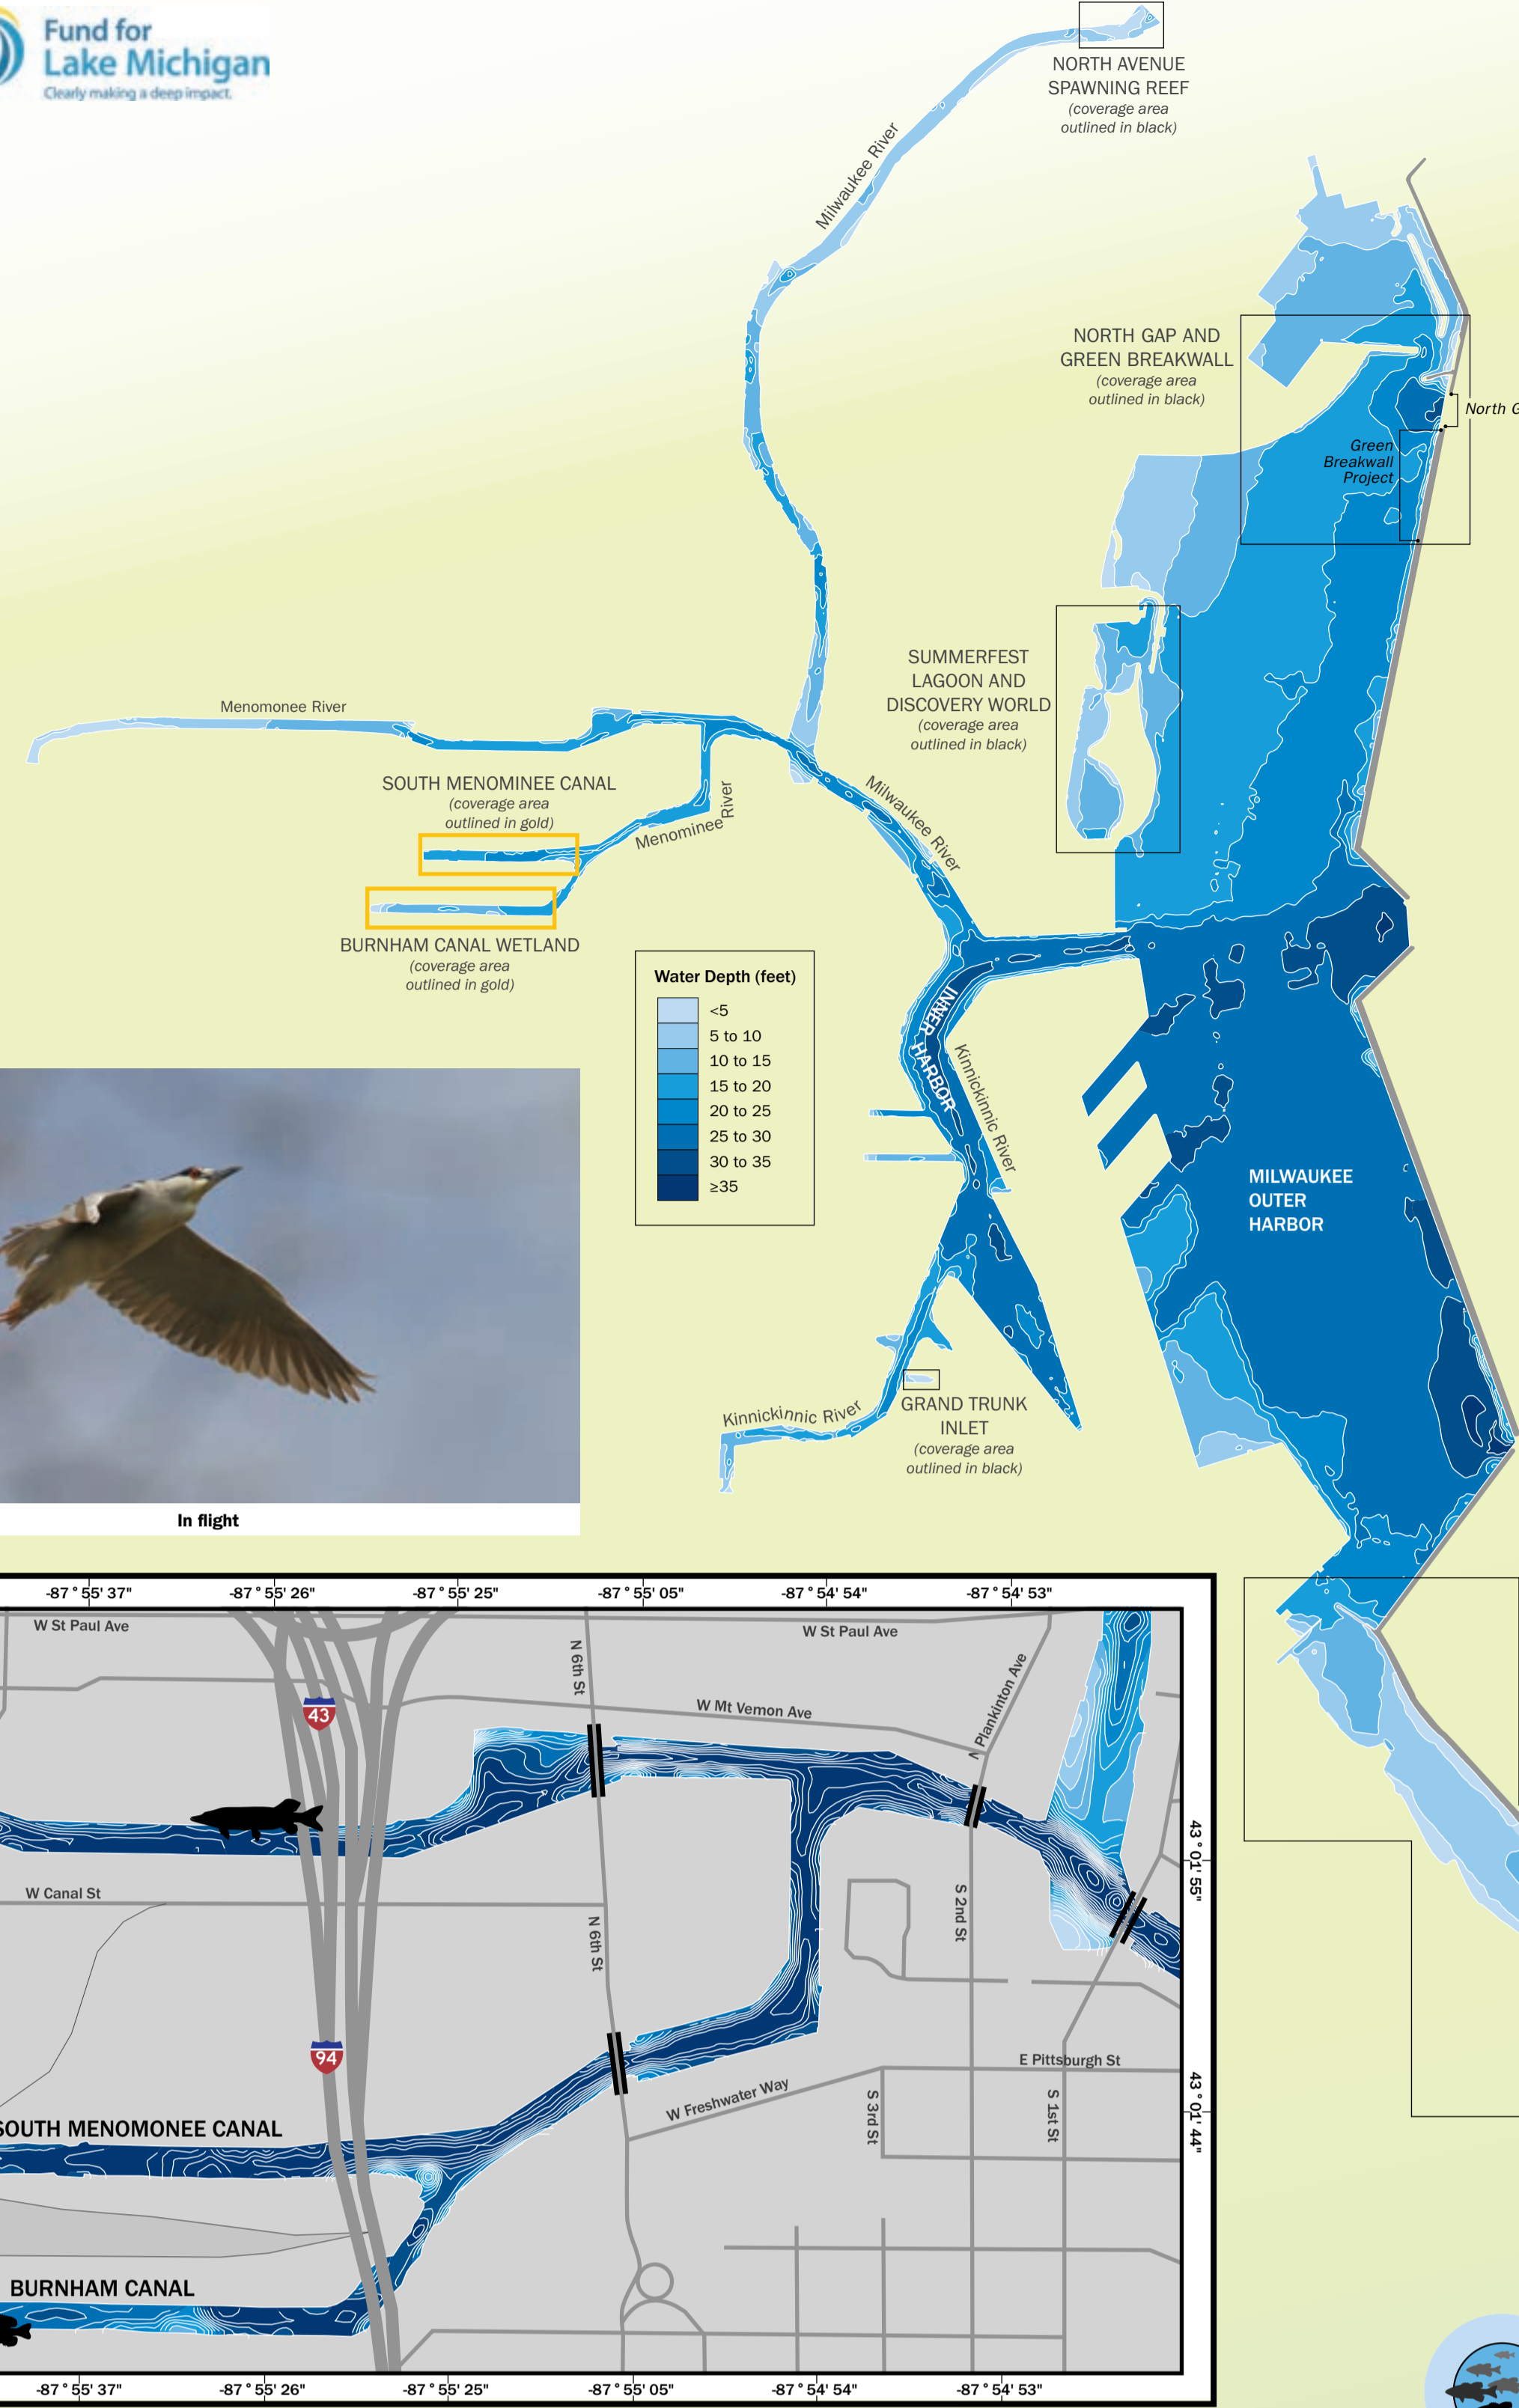 Fund for
Lake Michigan
Clearly making a deep impact.
NORTH AVENUE
SPAWNING REEF
(coverage area
outlined in black)
Milwaukee River
NORTH GAP AND
GREEN BREAKWALL
(coverage area
outlined in black)
North G
Green
Breakwall
Project
SUMMERFEST
LAGOON AND
DISCOVERY WORLD
(coverage area
outlined in black)
Menomonee River
SOUTH MENOMINEE CANAL
(coverage area
outlined in gold)
Menominee River
Milwaukee River
BURNHAM CANAL WETLAND
(coverage area
outlined in gold)
Water Depth (feet)
<5
5 to 10
10 to 15
15 to 20
20 to 25
25 to 30
30 to 35
≥35
INNER
HARBOR
Kinnickinnic River
MILWAUKEE
OUTER
HARBOR
Kinnickinnic River
GRAND TRUNK
INLET
(coverage area
outlined in black)
In flight
-87° 55' 37" -87° 55' 26" -87° 55' 25" -87° 55' 05" -87° 54' 54" -87° 54' 53"
W St Paul Ave
W St Paul Ave
N 6th St
N Plankinton Ave
43
W Mt Vernon Ave
43° 01' 55"
W Canal St
N 6th St
S 2nd St
94
E Pittsburgh St
W Freshwater Way
S 3rd St
S 1st St
43° 01' 44"
SOUTH MENOMONEE CANAL
BURNHAM CANAL
-87° 55' 37" -87° 55' 26" -87° 55' 25" -87° 55' 05" -87° 54' 54" -87° 54' 53"